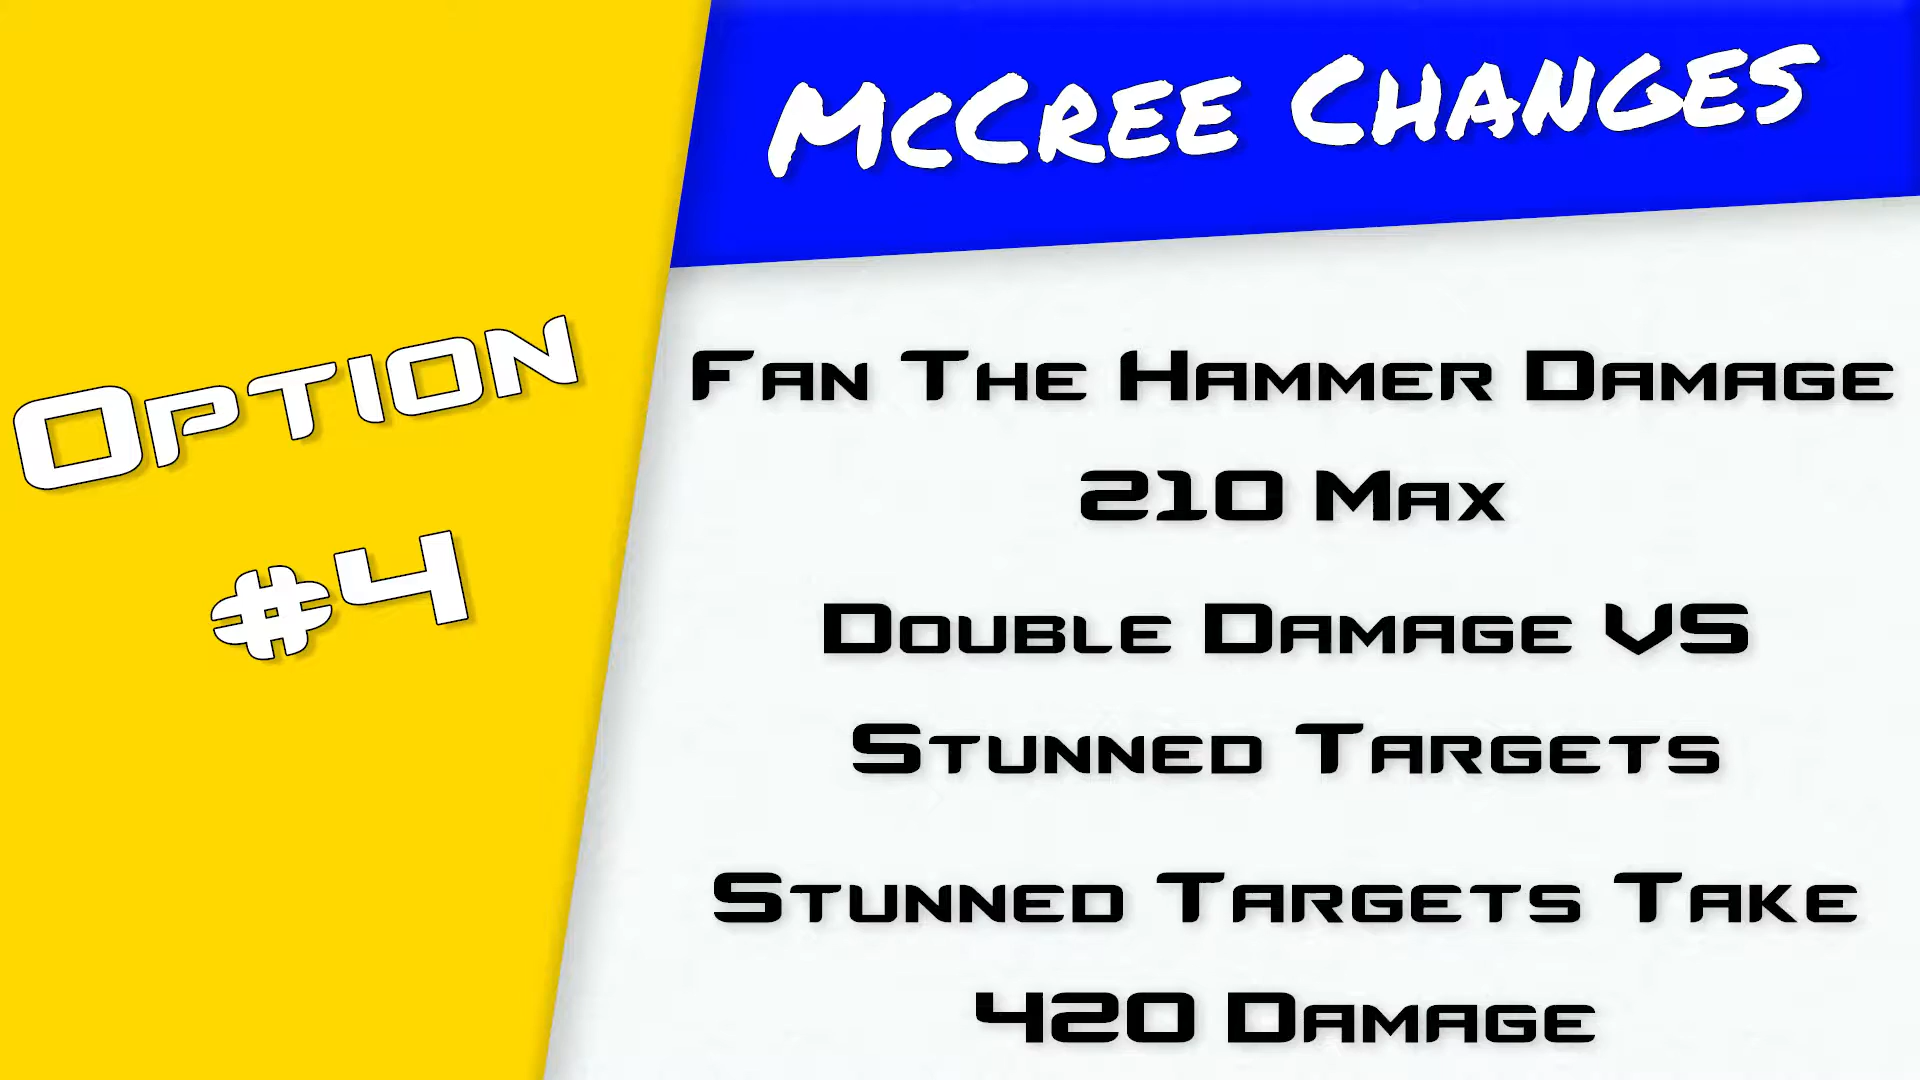 McCree Changes
Option
#4
Fan The Hammer Damage
210 Max
Double Damage VS
Stunned Targets
Stunned Targets Take
420 Damage